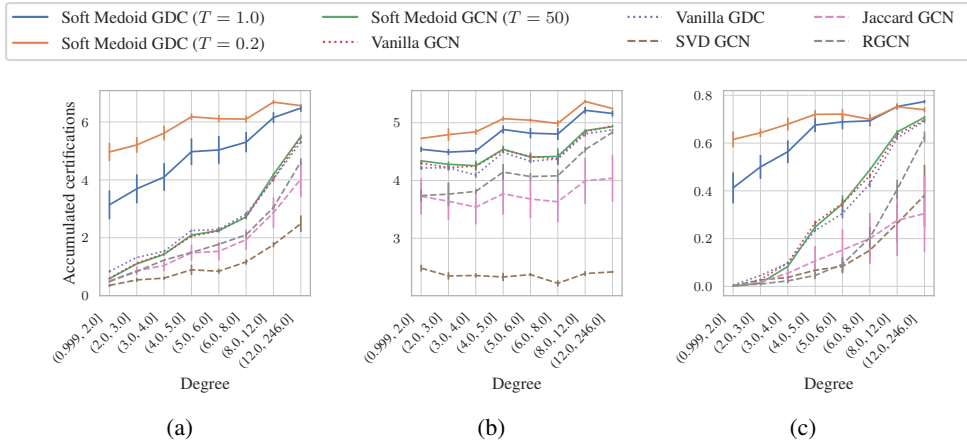 Soft Medoid GDC (T = 1.0)
Soft Medoid GCN (T = 50)
Vanilla GDC
Jaccard GCN
Soft Medoid GDC (T = 0.2)
Vanilla GCN
SVD GCN
RGCN
Accumulated certifications
6
4
2
0
(0.999, 2.0]
(2.0, 3.0]
(3.0, 4.0]
(4.0, 5.0]
(5.0, 6.0]
(6.0, 8.0]
(8.0, 12.0]
(12.0, 246.0]
Degree
(a)
5
4
3
(0.999, 2.0]
(2.0, 3.0]
(3.0, 4.0]
(4.0, 5.0]
(5.0, 6.0]
(6.0, 8.0]
(8.0, 12.0]
(12.0, 246.0]
Degree
(b)
0.8
0.6
0.4
0.2
0.0
(0.999, 2.0]
(2.0, 3.0]
(3.0, 4.0]
(4.0, 5.0]
(5.0, 6.0]
(6.0, 8.0]
(8.0, 12.0]
(12.0, 246.0]
Degree
(c)